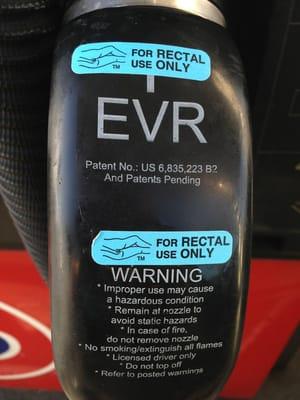 FOR RECTAL
USE ONLY
TM
EVR
Patent No.: US 6,835,223 B2
And Patents Pending
FOR RECTAL
USE ONLY
TM
WARNING
* Improper use may cause
a hazardous condition
* Remain at nozzle to
avoid static hazards
* In case of fire,
do not remove nozzle
* No smoking/extinguish all flames
* Licensed driver only
* Do not top off
* Refer to posted warnings